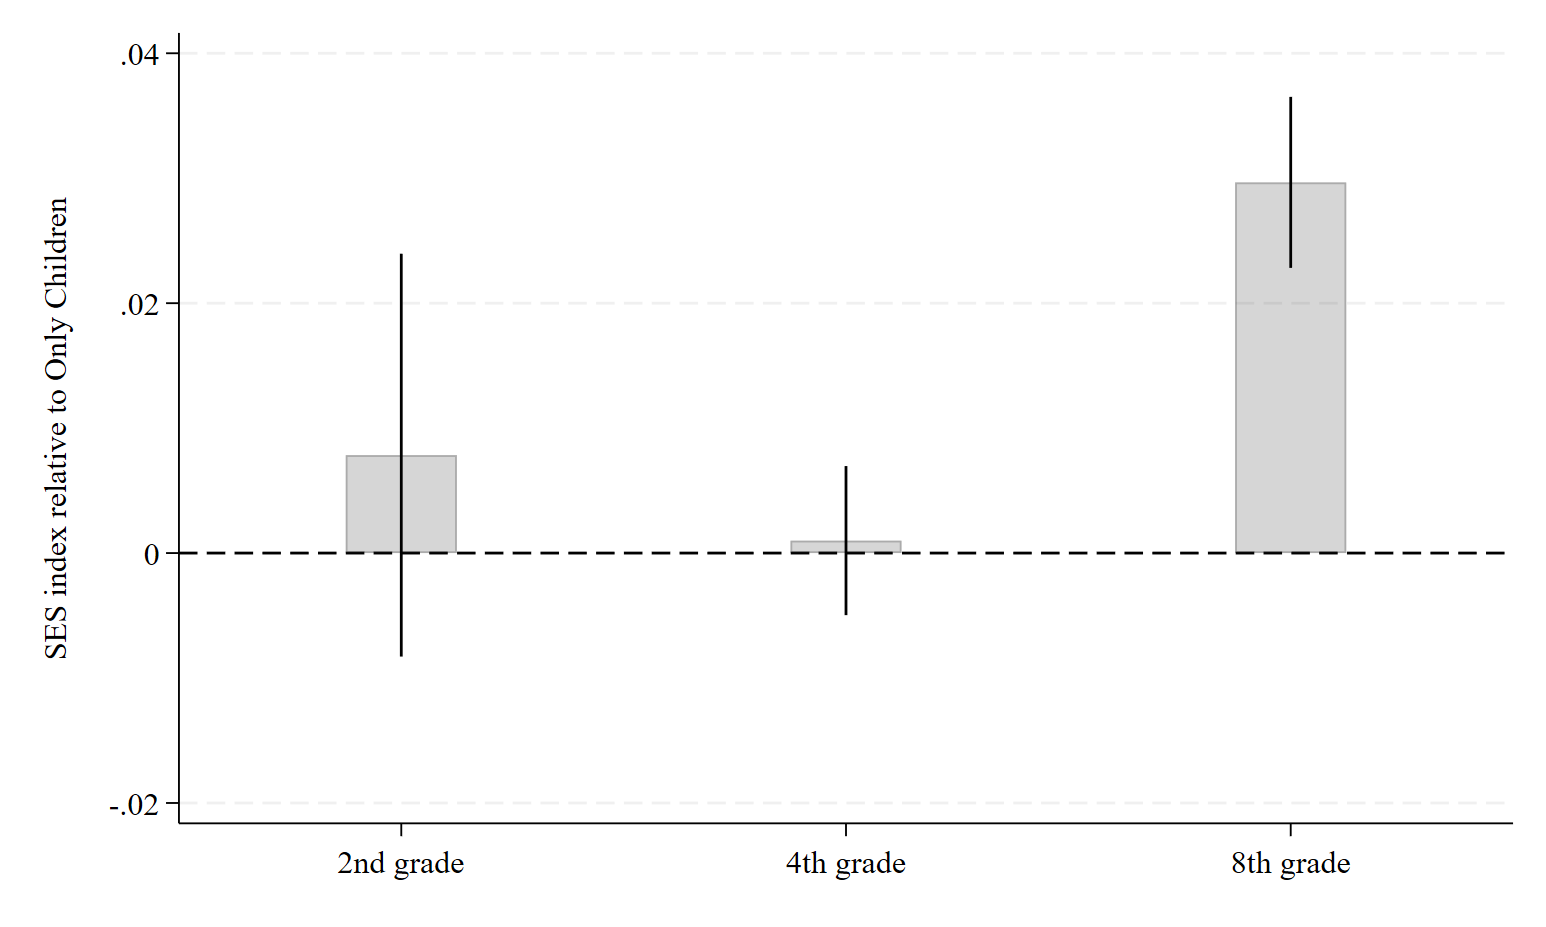 SES index relative to Only Children
.04
.02
0
-.02
2nd grade
4th grade
8th grade